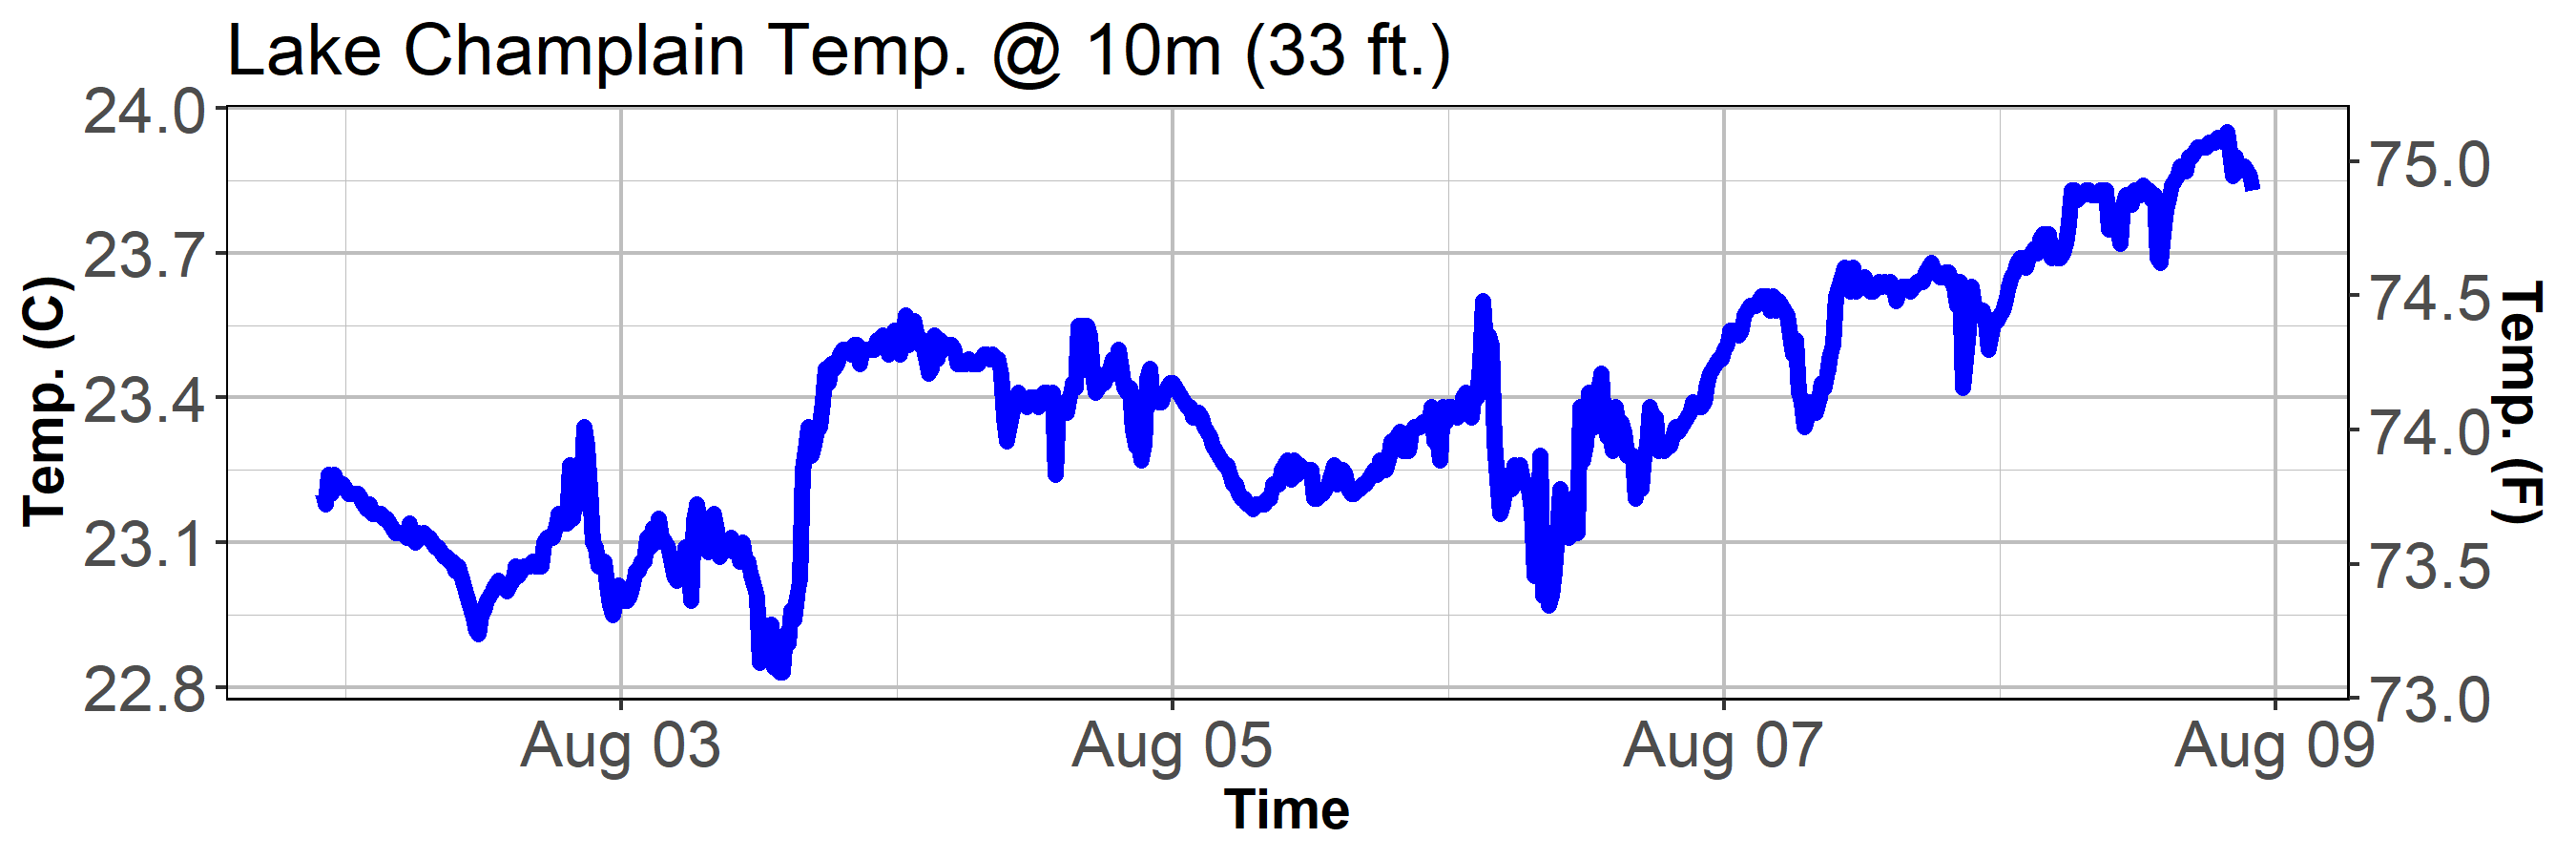 Lake Champlain Temp. @ 10m (33 ft.)
24.0
23.7
23.4
23.1
22.8
Temp. (C)
75.0
74.5
74.0
73.5
73.0
Temp. (F)
Aug 03 Aug 05 Aug 07 Aug 09
Time